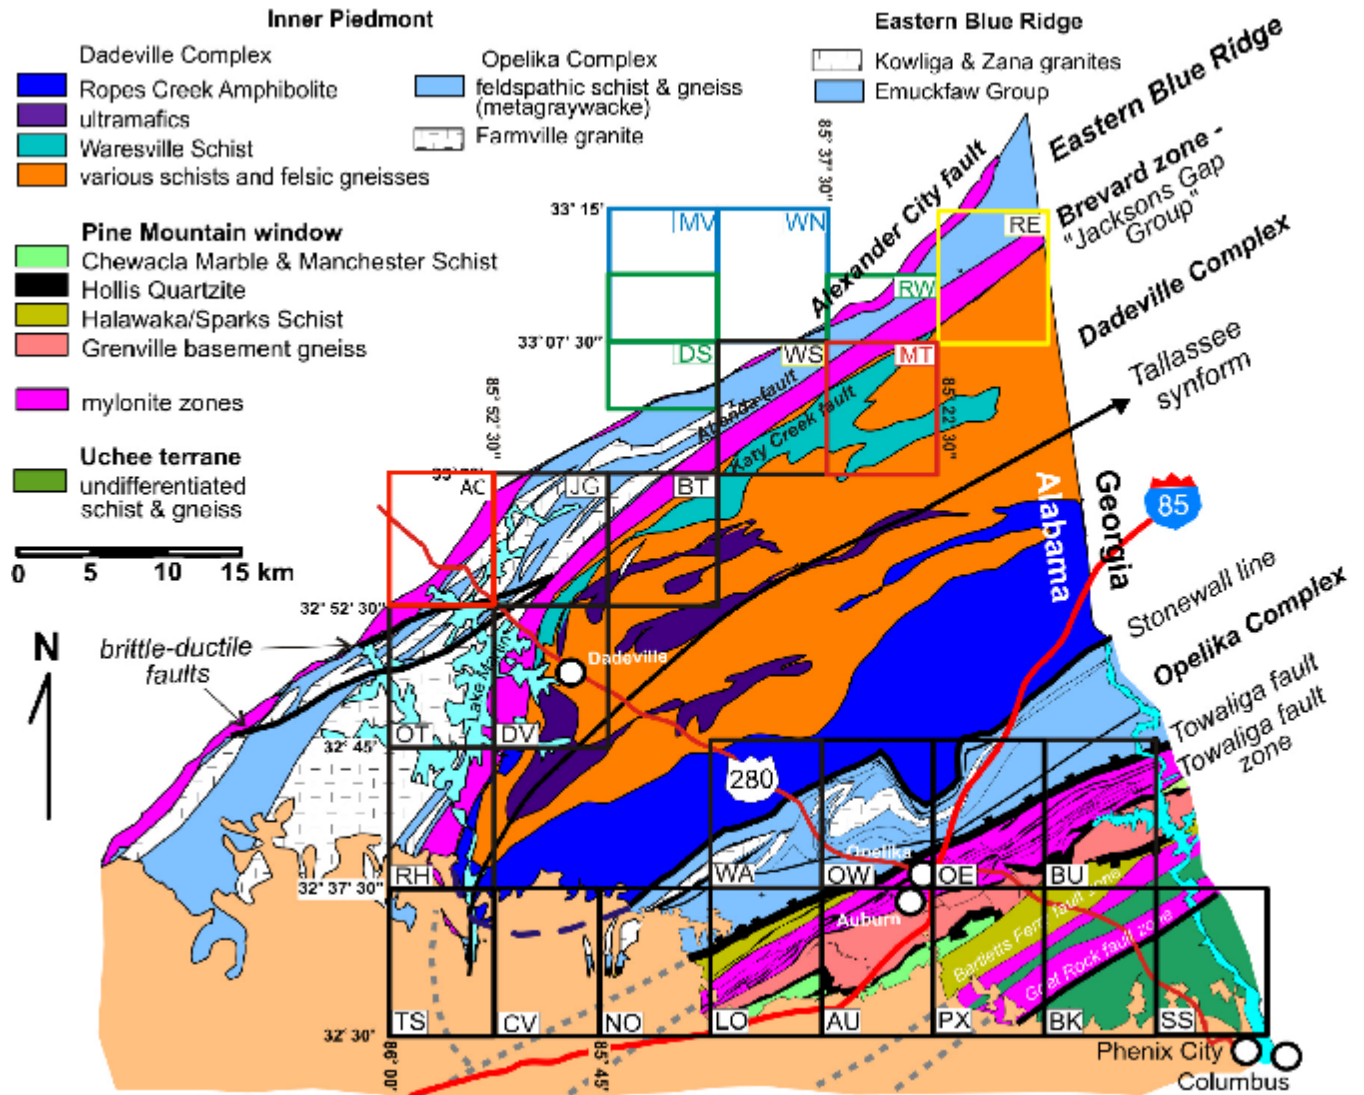 Inner Piedmont
Dadeville Complex
Ropes Creek Amphibolite
ultramafics
Waresville Schist
various schists and felsic gneisses
Opelika Complex
feldspathic schist & gneiss
(metagraywacke)
Farmville granite
Eastern Blue Ridge
Kowliga & Zana granites
Emuckfaw Group
Pine Mountain window
Chewacla Marble & Manchester Schist
Hollis Quartzite
Halawaka/Sparks Schist
Grenville basement gneiss
mylonite zones
Uchee terrane
undifferentiated
schist & gneiss
0 5 10 15 km
N
brittle-ductile
faults
85° 37' 30"
33° 15'
33° 07' 30"
85° 52' 30"
85° 22' 30"
32° 52' 30"
32° 45'
32° 37' 30"
32° 30'
86° 00'
85° 45'
MV
WN
RE
RW
DS
WS
MT
AC
JG
BT
OT
DV
RH
WA
OW
OE
BU
TS
CV
NO
LO
AU
PX
BK
SS
Alexander City fault
Eastern Blue Ridge
Brevard zone -
"Jacksons Gap
Group"
Dadeville Complex
Tallassee
synform
Abanda fault
Katy Creek fault
Alabama
Georgia
85
Stonewall line
Opelika Complex
Towaliga fault
Towaliga fault
zone
Dadeville
280
Opelika
Auburn
Bartletts Ferry fault zone
Goat Rock fault zone
Phenix City
Columbus